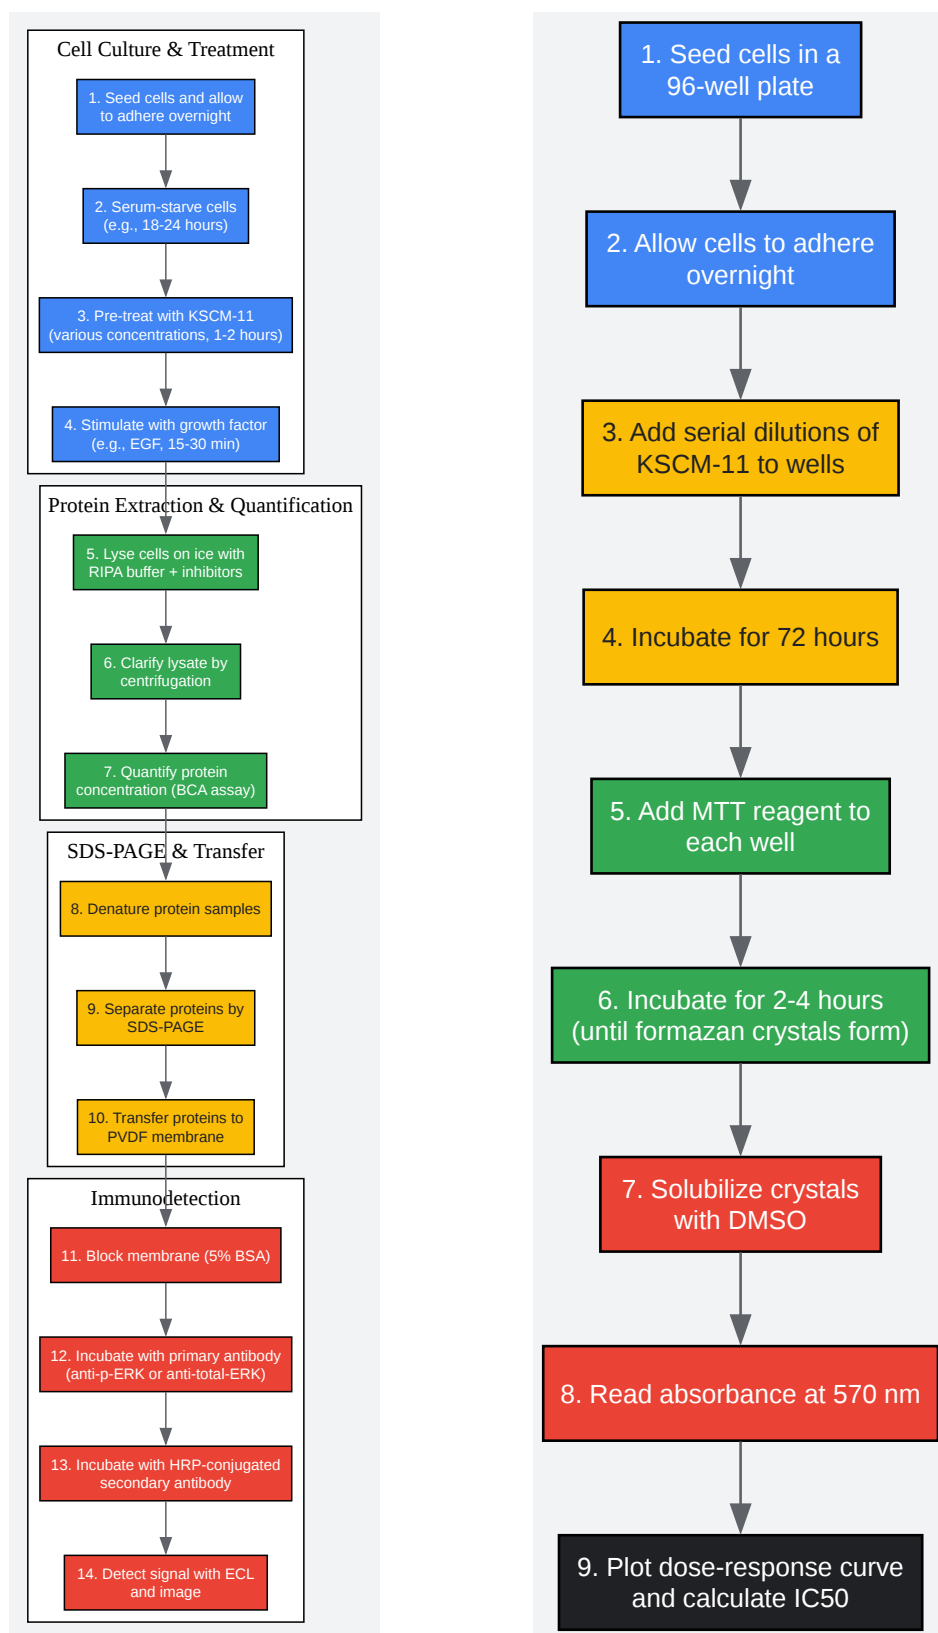 Cell Culture & Treatment
1. Seed cells and allow
to adhere overnight
2. Serum-starve cells
(e.g., 18-24 hours)
3. Pre-treat with KSCM-11
(various concentrations, 1-2 hours)
4. Stimulate with growth factor
(e.g., EGF, 15-30 min)
Protein Extraction & Quantification
5. Lyse cells on ice with
RIPA buffer + inhibitors
6. Clarify lysate by
centrifugation
7. Quantify protein
concentration (BCA assay)
SDS-PAGE & Transfer
8. Denature protein samples
9. Separate proteins by
SDS-PAGE
10. Transfer proteins to
PVDF membrane
Immunodetection
11. Block membrane (5% BSA)
12. Incubate with primary antibody
(anti-p-ERK or anti-total-ERK)
13. Incubate with HRP-conjugated
secondary antibody
14. Detect signal with ECL
and image
1. Seed cells in a
96-well plate
2. Allow cells to adhere
overnight
3. Add serial dilutions of
KSCM-11 to wells
4. Incubate for 72 hours
5. Add MTT reagent to
each well
6. Incubate for 2-4 hours
(until formazan crystals form)
7. Solubilize crystals
with DMSO
8. Read absorbance at 570 nm
9. Plot dose-response curve
and calculate IC50